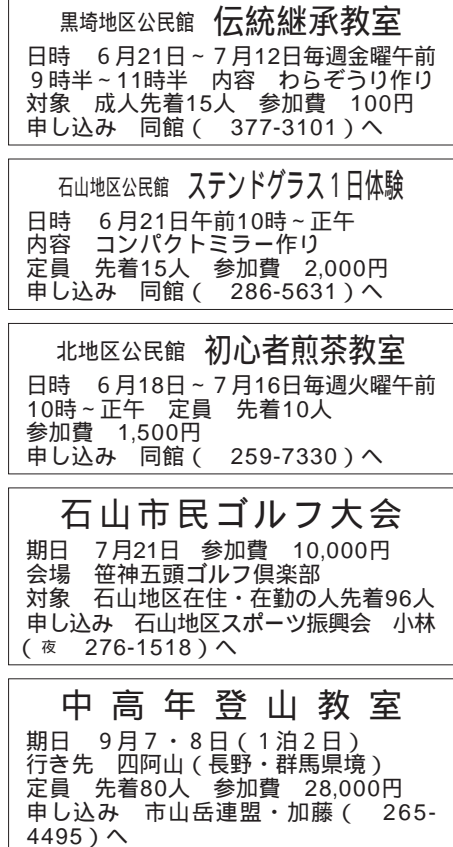 黒埼地区公民館 伝統継承教室
日時　6月21日～7月12日毎週金曜午前
9時半～11時半　内容　わらぞうり作り
対象　成人先着15人　参加費　100円
申し込み　同館（　377-3101）へ
石山地区公民館 ステンドグラス1日体験
日時　6月21日午前10時～正午
内容　コンパクトミラー作り
定員　先着15人　参加費　2,000円
申し込み　同館（　286-5631）へ
北地区公民館 初心者煎茶教室
日時　6月18日～7月16日毎週火曜午前
10時～正午　定員　先着10人
参加費　1,500円
申し込み　同館（　259-7330）へ
石山市民ゴルフ大会
期日　7月21日　参加費　10,000円
会場　笹神五頭ゴルフ倶楽部
対象　石山地区在住・在勤の人先着96人
申し込み　石山地区スポーツ振興会　小林
（夜　276-1518）へ
中高年登山教室
期日　9月7・8日（1泊2日）
行き先　四阿山（長野・群馬県境）
定員　先着80人　参加費　28,000円
申し込み　市山岳連盟・加藤（　265-
4495）へ